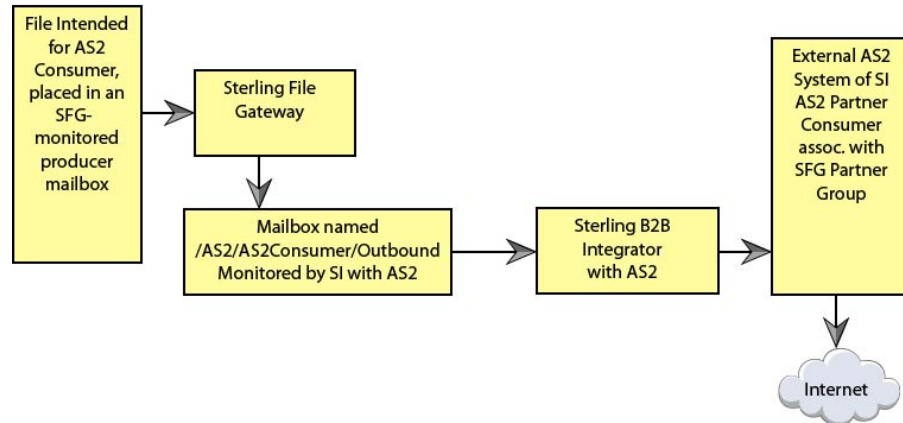 File Intended
for AS2
Consumer,
placed in an
SFG-
monitored
producer
mailbox
Sterling File
Gateway
Mailbox named
/AS2/AS2Consumer/Outbound
Monitored by SI with AS2
Sterling B2B
Integrator
with AS2
External AS2
System of SI
AS2 Partner
Consumer
assoc. with
SFG Partner
Group
Internet